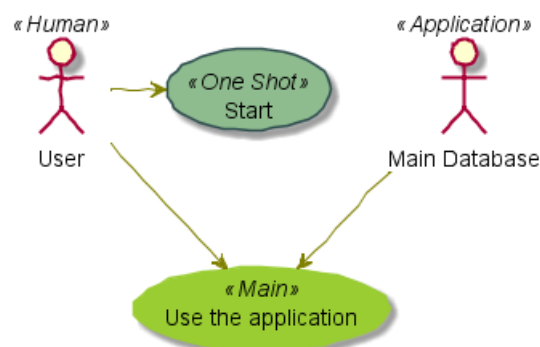 «Human»
«Application»
«One Shot»
Start
User
Main Database
«Main»
Use the application